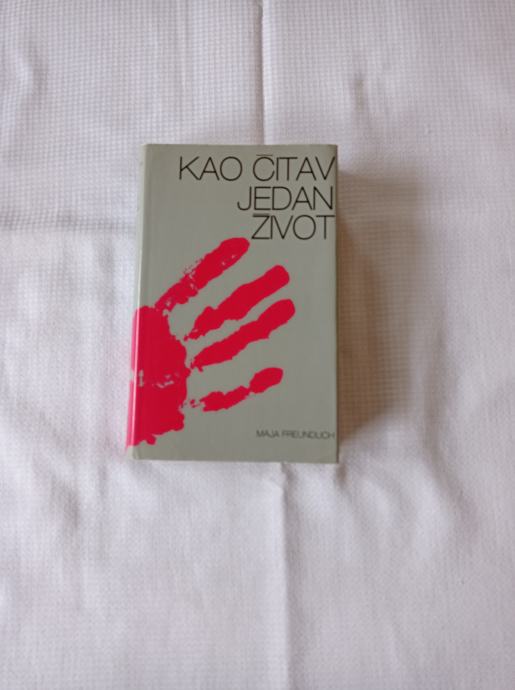 KAO ČITAV
JEDAN
ŽIVOT
MAJA FREUNDLICH